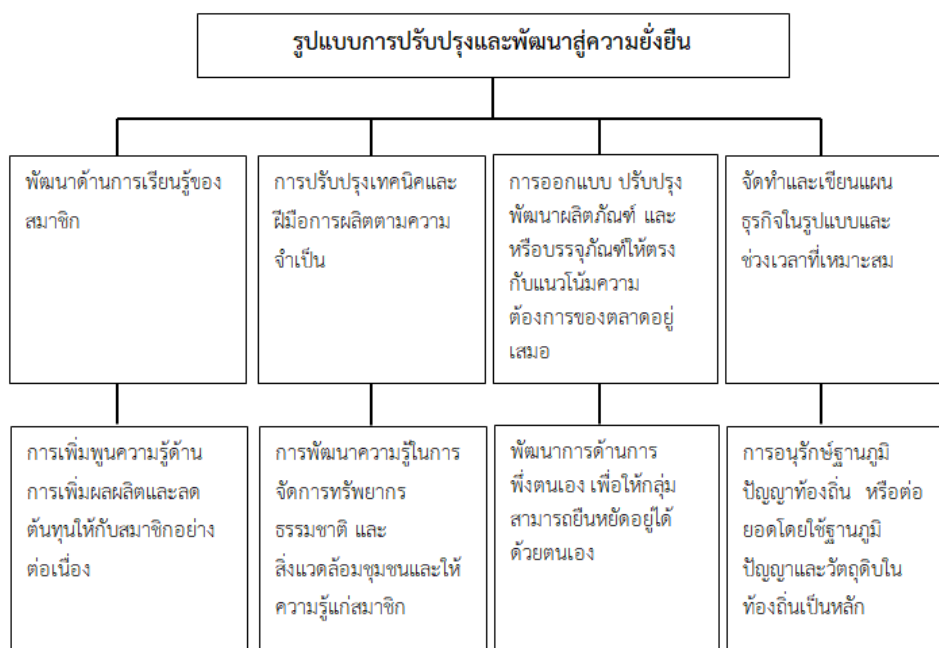 รูปแบบการปรับปรุงและพัฒนาสู่ความยั่งยืน
พัฒนาด้านการเรียนรู้ของ
สมาชิก
การปรับปรุงเทคนิคและ
ฝีมือการผลิตตามความ
จำเป็น
การออกแบบ ปรับปรุง
พัฒนาผลิตภัณฑ์ และ
หรือบรรจุภัณฑ์ให้ตรง
กับแนวโน้มความ
ต้องการของตลาดอยู่
เสมอ
จัดทำและเขียนแผน
ธุรกิจในรูปแบบและ
ช่วงเวลาที่เหมาะสม
การเพิ่มพูนความรู้ด้าน
การเพิ่มผลผลิตและลด
ต้นทุนให้กับสมาชิกอย่าง
ต่อเนื่อง
การพัฒนาความรู้ในการ
จัดการทรัพยากร
ธรรมชาติ และ
สิ่งแวดล้อมชุมชนและให้
ความรู้แก่สมาชิก
พัฒนาการด้านการ
พึ่งตนเอง เพื่อให้กลุ่ม
สามารถยืนหยัดอยู่ได้
ด้วยตนเอง
การอนุรักษ์ฐานภูมิ
ปัญญาท้องถิ่น หรือต่อ
ยอดโดยใช้ฐานภูมิ
ปัญญาและวัตถุดิบใน
ท้องถิ่นเป็นหลัก